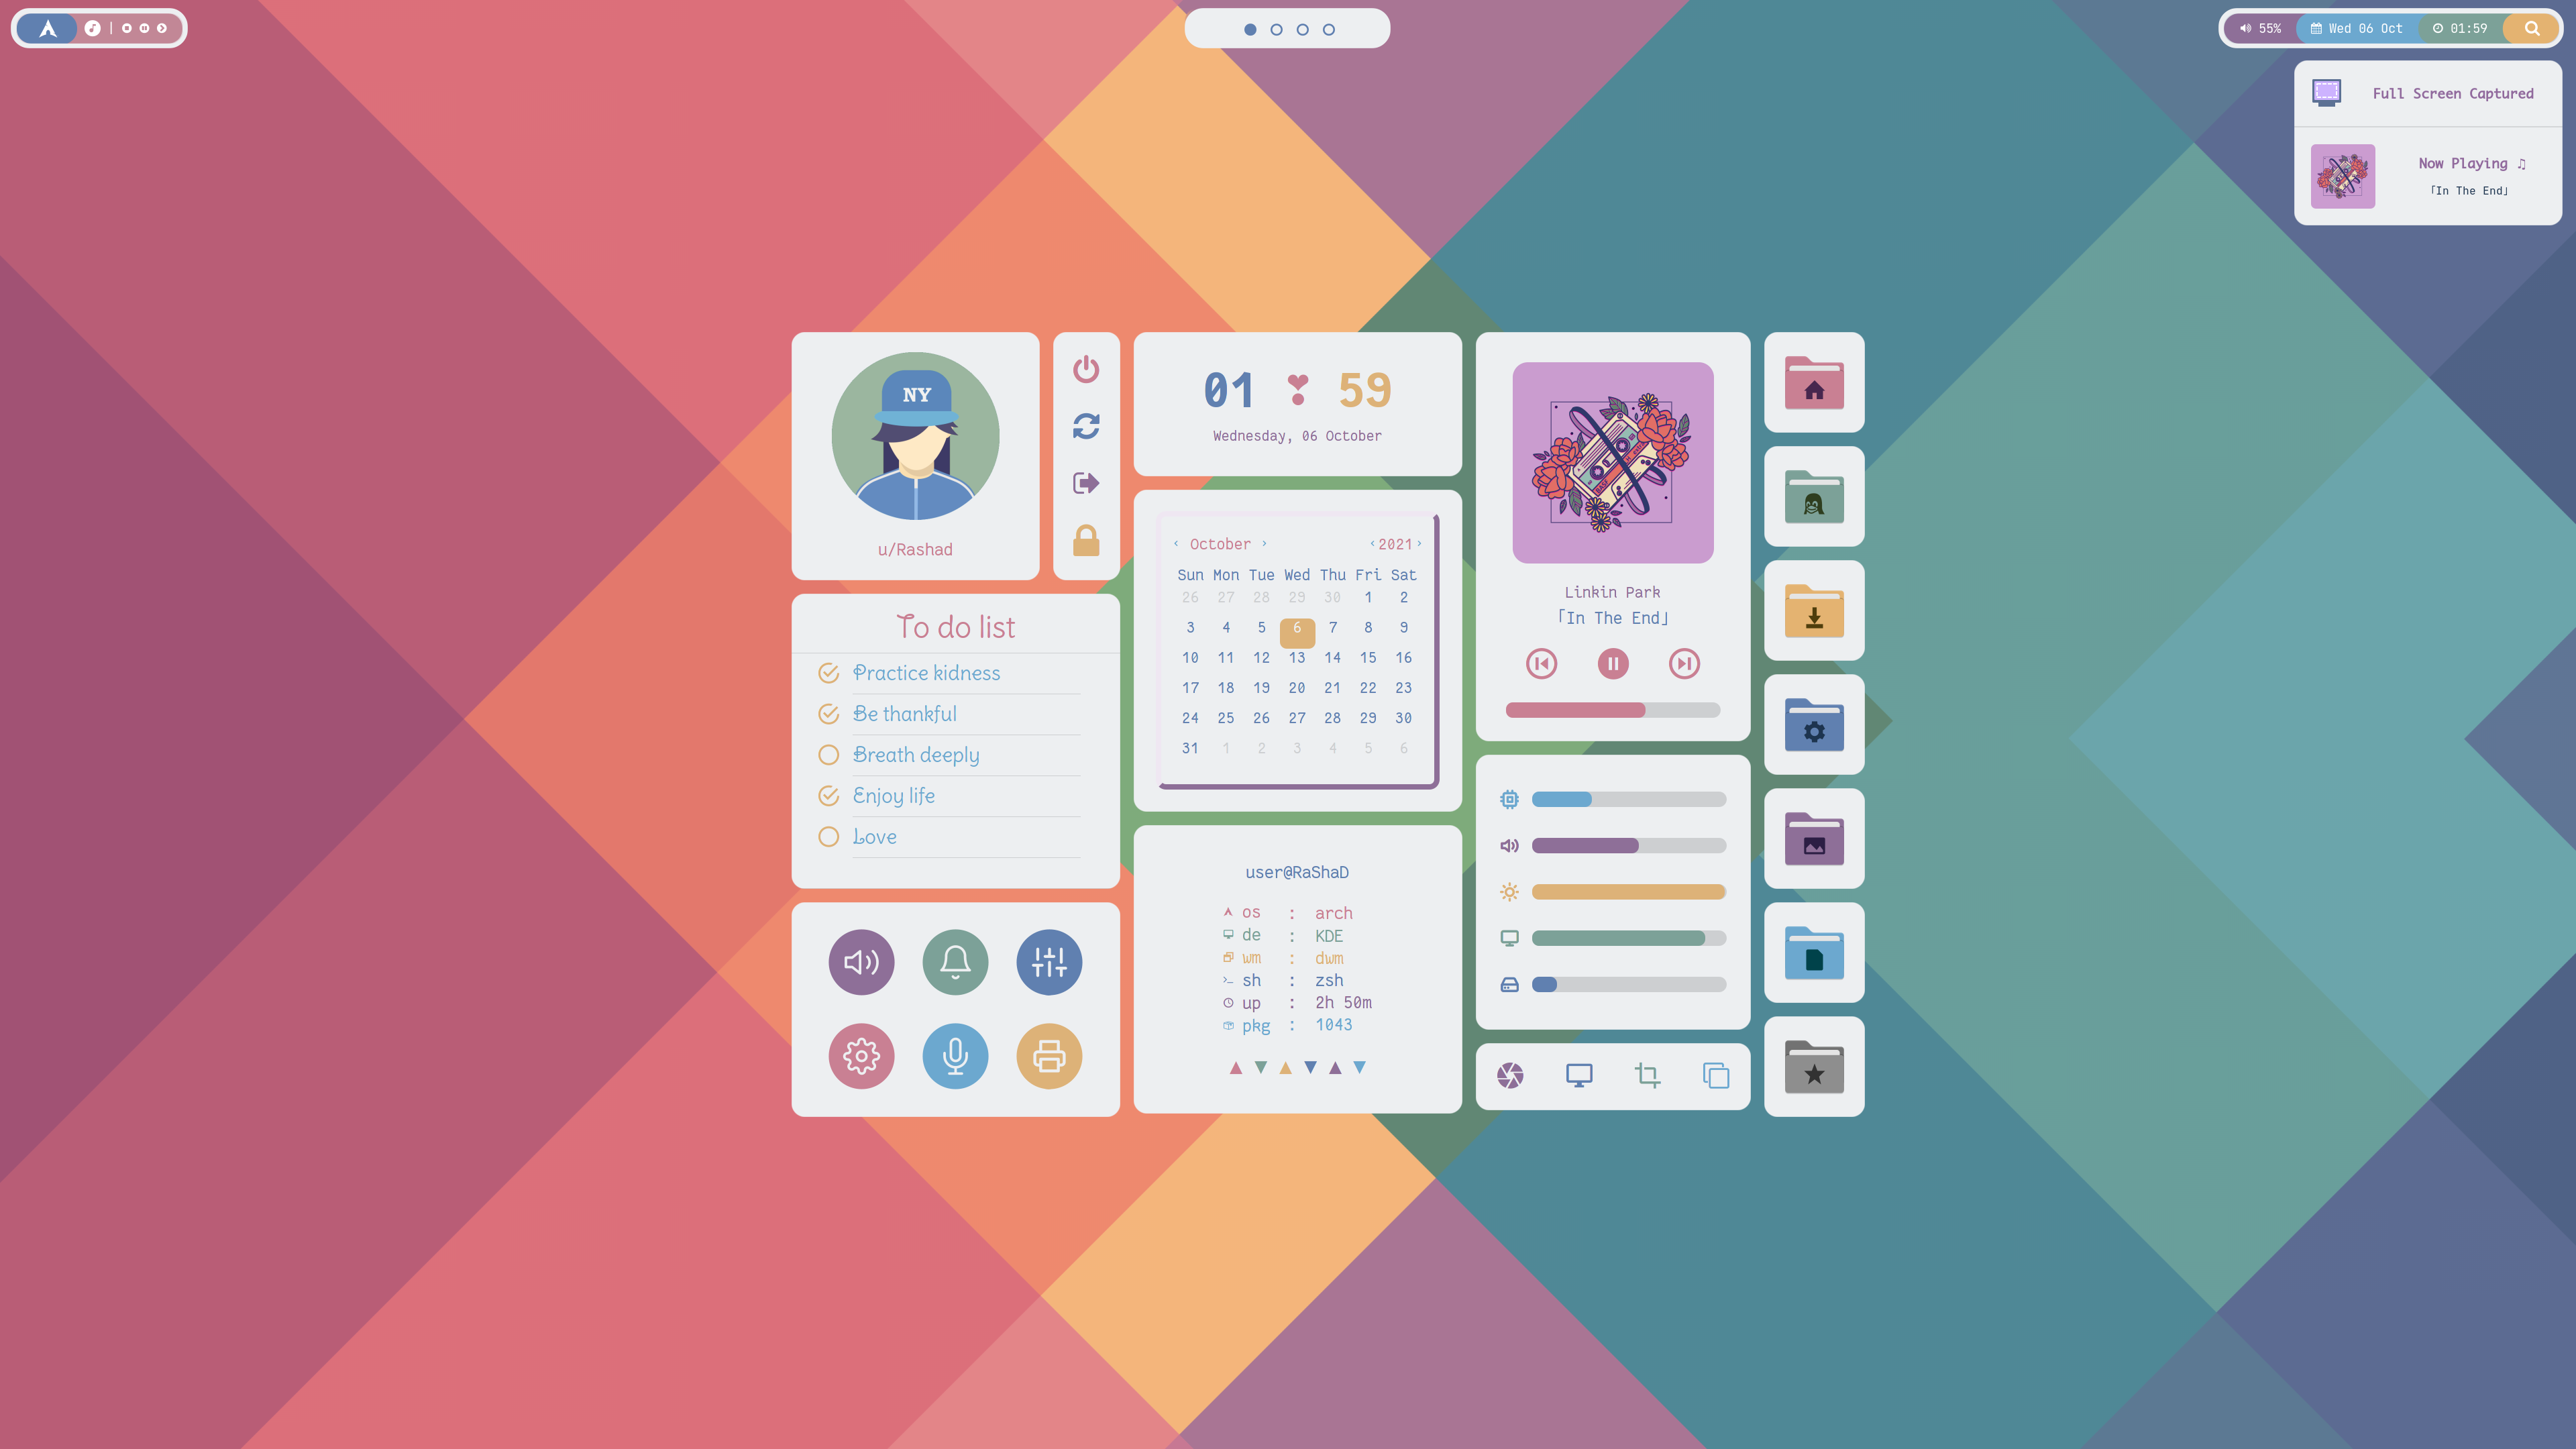 55% Wed 06 Oct 01:59
Full Screen Captured
Now Playing ♫
「In The End」
NY
u/Rashad
01 59
Wednesday, 06 October
‹ October › ‹ 2021 ›
Sun Mon Tue Wed Thu Fri Sat
26 27 28 29 30 1 2
3 4 5 6 7 8 9
10 11 12 13 14 15 16
17 18 19 20 21 22 23
24 25 26 27 28 29 30
31 1 2 3 4 5 6
Linkin Park
「In The End」
To do list
Practice kidness
Be thankful
Breath deeply
Enjoy life
Love
user@RaShaD
os : arch
de : KDE
wm : dwm
sh : zsh
up : 2h 50m
pkg : 1043